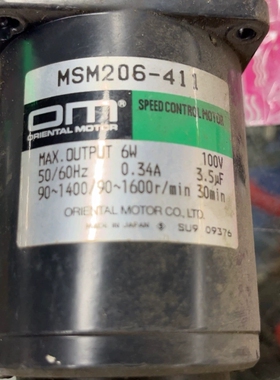 MSM206-411
OM
ORIENTAL MOTOR
SPEED CONTROL MOTOR
MAX. OUTPUT 6W 100V
50/60Hz 0.34A 3.5µF
90~1400/90~1600r/min 30min
ORIENTAL MOTOR CO., LTD.
MADE IN JAPAN S SU9 09376